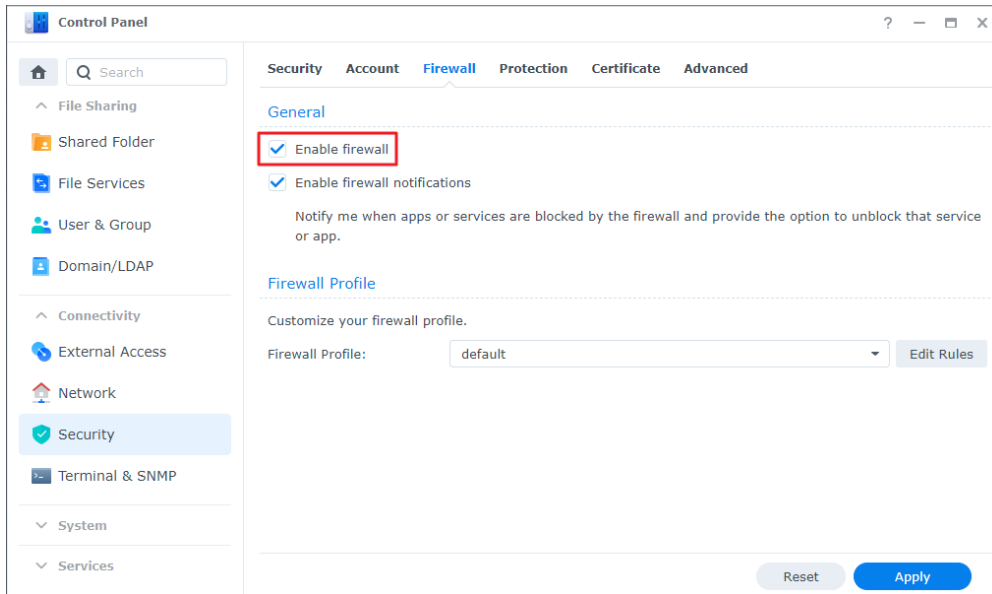 Control Panel
?
Search
File Sharing
Shared Folder
File Services
User & Group
Domain/LDAP
Connectivity
External Access
Network
Security
Terminal & SNMP
System
Services
Security Account Firewall Protection Certificate Advanced
General
Enable firewall
Enable firewall notifications
Notify me when apps or services are blocked by the firewall and provide the option to unblock that service
or app.
Firewall Profile
Customize your firewall profile.
Firewall Profile: default Edit Rules
Reset Apply